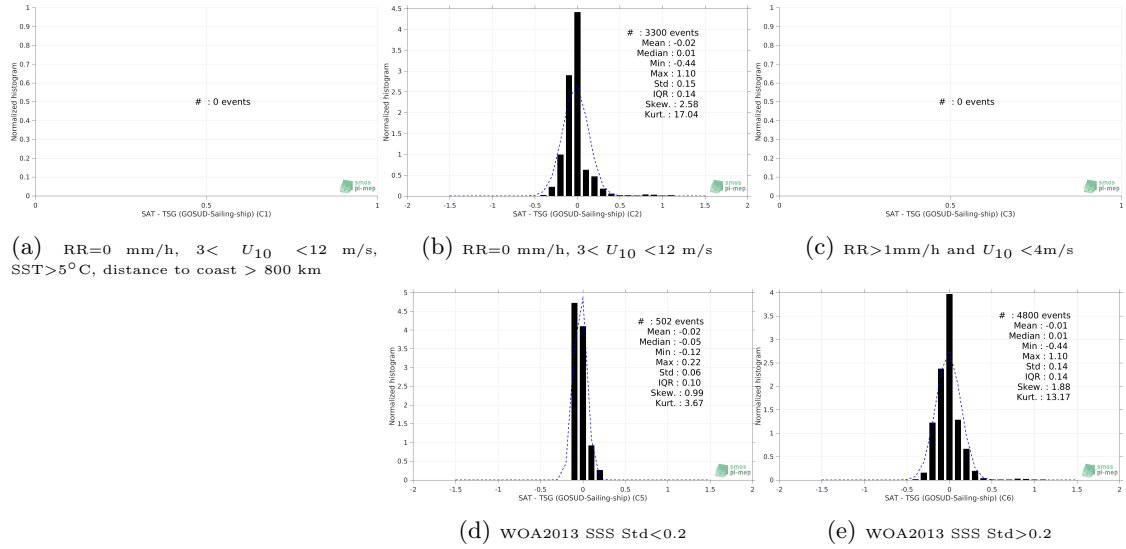 1
0.9
0.8
0.7
0.6
0.5
0.4
0.3
0.2
0.1
0
Normalized histogram
# : 0 events
smos
pi-mep
0 0.5 1
SAT - TSG (GOSUD-Sailing-ship) (C1)
(a) RR=0 mm/h, 3< U10 <12 m/s,
SST>5°C, distance to coast > 800 km
4.5
4
3.5
3
2.5
2
1.5
1
0.5
0
Normalized histogram
# : 3300 events
Mean : -0.02
Median : 0.01
Min : -0.44
Max : 1.10
Std : 0.15
IQR : 0.14
Skew. : 2.58
Kurt. : 17.04
smos
pi-mep
-2 -1.5 -1 -0.5 0 0.5 1 1.5 2
SAT - TSG (GOSUD-Sailing-ship) (C2)
(b) RR=0 mm/h, 3< U10 <12 m/s
1
0.9
0.8
0.7
0.6
0.5
0.4
0.3
0.2
0.1
0
Normalized histogram
# : 0 events
smos
pi-mep
0 0.5 1
SAT - TSG (GOSUD-Sailing-ship) (C3)
(c) RR>1mm/h and U10 <4m/s
5
4.5
4
3.5
3
2.5
2
1.5
1
0.5
0
Normalized histogram
# : 502 events
Mean : -0.02
Median : -0.05
Min : -0.12
Max : 0.22
Std : 0.06
IQR : 0.10
Skew. : 0.99
Kurt. : 3.67
smos
pi-mep
-2 -1.5 -1 -0.5 0 0.5 1 1.5 2
SAT - TSG (GOSUD-Sailing-ship) (C5)
(d) WOA2013 SSS Std<0.2
4
3.5
3
2.5
2
1.5
1
0.5
0
Normalized histogram
# : 4800 events
Mean : -0.01
Median : 0.01
Min : -0.44
Max : 1.10
Std : 0.14
IQR : 0.14
Skew. : 1.88
Kurt. : 13.17
smos
pi-mep
-2 -1.5 -1 -0.5 0 0.5 1 1.5 2
SAT - TSG (GOSUD-Sailing-ship) (C6)
(e) WOA2013 SSS Std>0.2